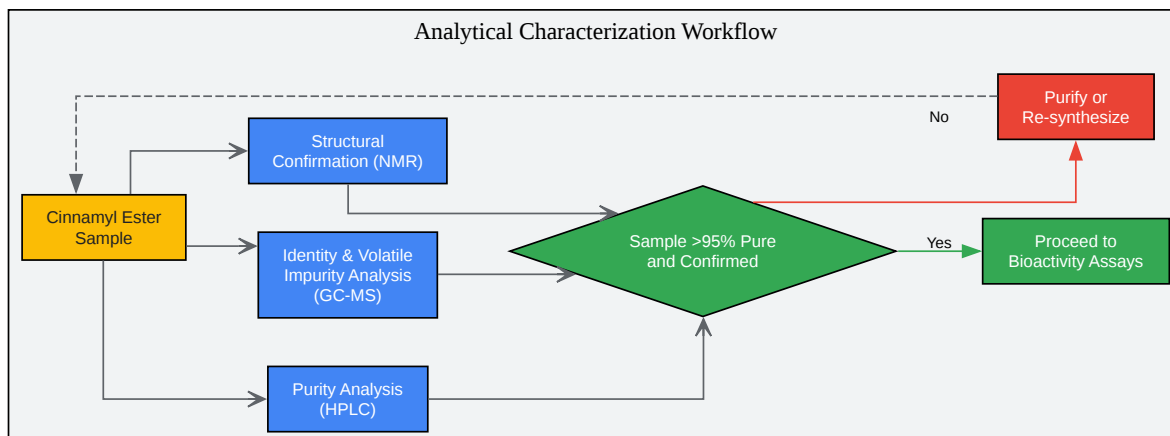 Analytical Characterization Workflow
Purify or
Re-synthesize
No
Structural
Confirmation (NMR)
Cinnamyl Ester
Sample
Identity & Volatile
Impurity Analysis
(GC-MS)
Sample >95% Pure
and Confirmed
Yes
Proceed to
Bioactivity Assays
Purity Analysis
(HPLC)